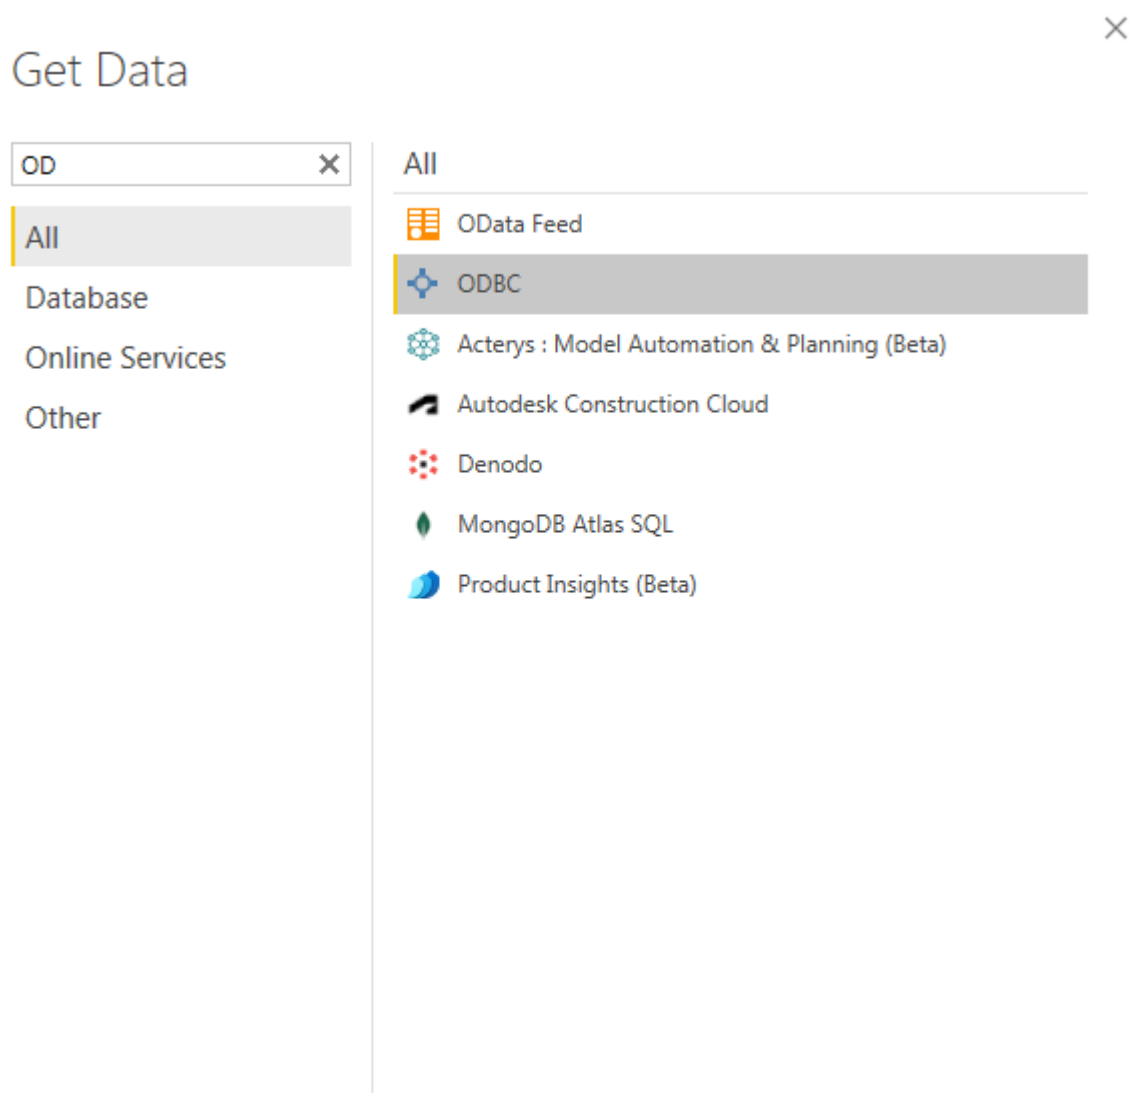 Get Data
OD
All
Database
Online Services
Other
All
OData Feed
ODBC
Acterys : Model Automation & Planning (Beta)
Autodesk Construction Cloud
Denodo
MongoDB Atlas SQL
Product Insights (Beta)